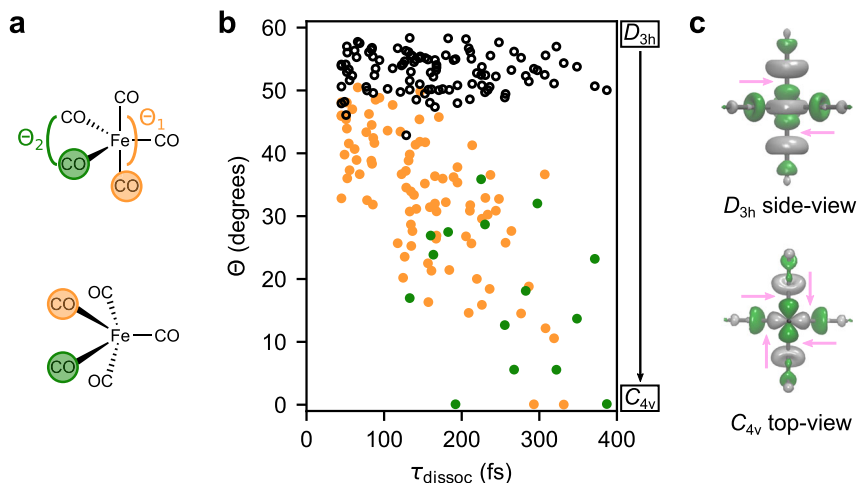 a
b
c
CO
CO
Θ₁
Θ₂
Fe
CO
CO
CO
OC
CO
Fe
CO
CO
OC
60
50
40
30
20
10
0
Θ (degrees)
0
100
200
300
400
τdissoc (fs)
D3h
C4v
D3h side-view
C4v top-view